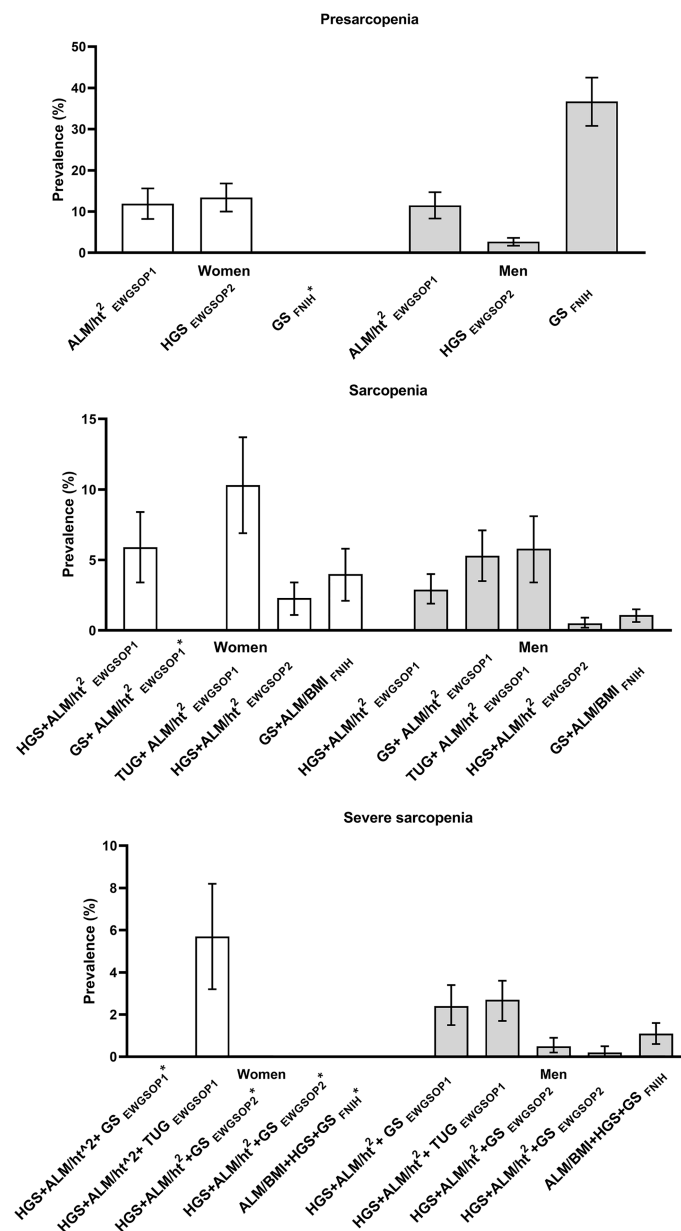 Presarcopenia
Prevalence (%)
50
40
30
20
10
0
Women
Men
ALM/ht² EWGSOP1
HGS EWGSOP2
GS FNIH*
ALM/ht² EWGSOP1
HGS EWGSOP2
GS FNIH
Sarcopenia
Prevalence (%)
15
10
5
0
Women
Men
HGS+ALM/ht² EWGSOP1
GS+ ALM/ht² EWGSOP1*
TUG+ ALM/ht² EWGSOP1
HGS+ALM/ht² EWGSOP2
GS+ALM/BMI FNIH
HGS+ALM/ht² EWGSOP1
GS+ ALM/ht² EWGSOP1
TUG+ ALM/ht² EWGSOP1
HGS+ALM/ht² EWGSOP2
GS+ALM/BMI FNIH
Severe sarcopenia
Prevalence (%)
10
8
6
4
2
0
Women
Men
HGS+ALM/ht^2+ GS EWGSOP1*
HGS+ALM/ht^2+ TUG EWGSOP1
HGS+ALM/ht²+GS EWGSOP2*
HGS+ALM/ht²+GS EWGSOP2*
ALM/BMI+HGS+GS FNIH*
HGS+ALM/ht²+ GS EWGSOP1
HGS+ALM/ht²+ TUG EWGSOP1
HGS+ALM/ht²+GS EWGSOP2
HGS+ALM/ht²+GS EWGSOP2
ALM/BMI+HGS+GS FNIH